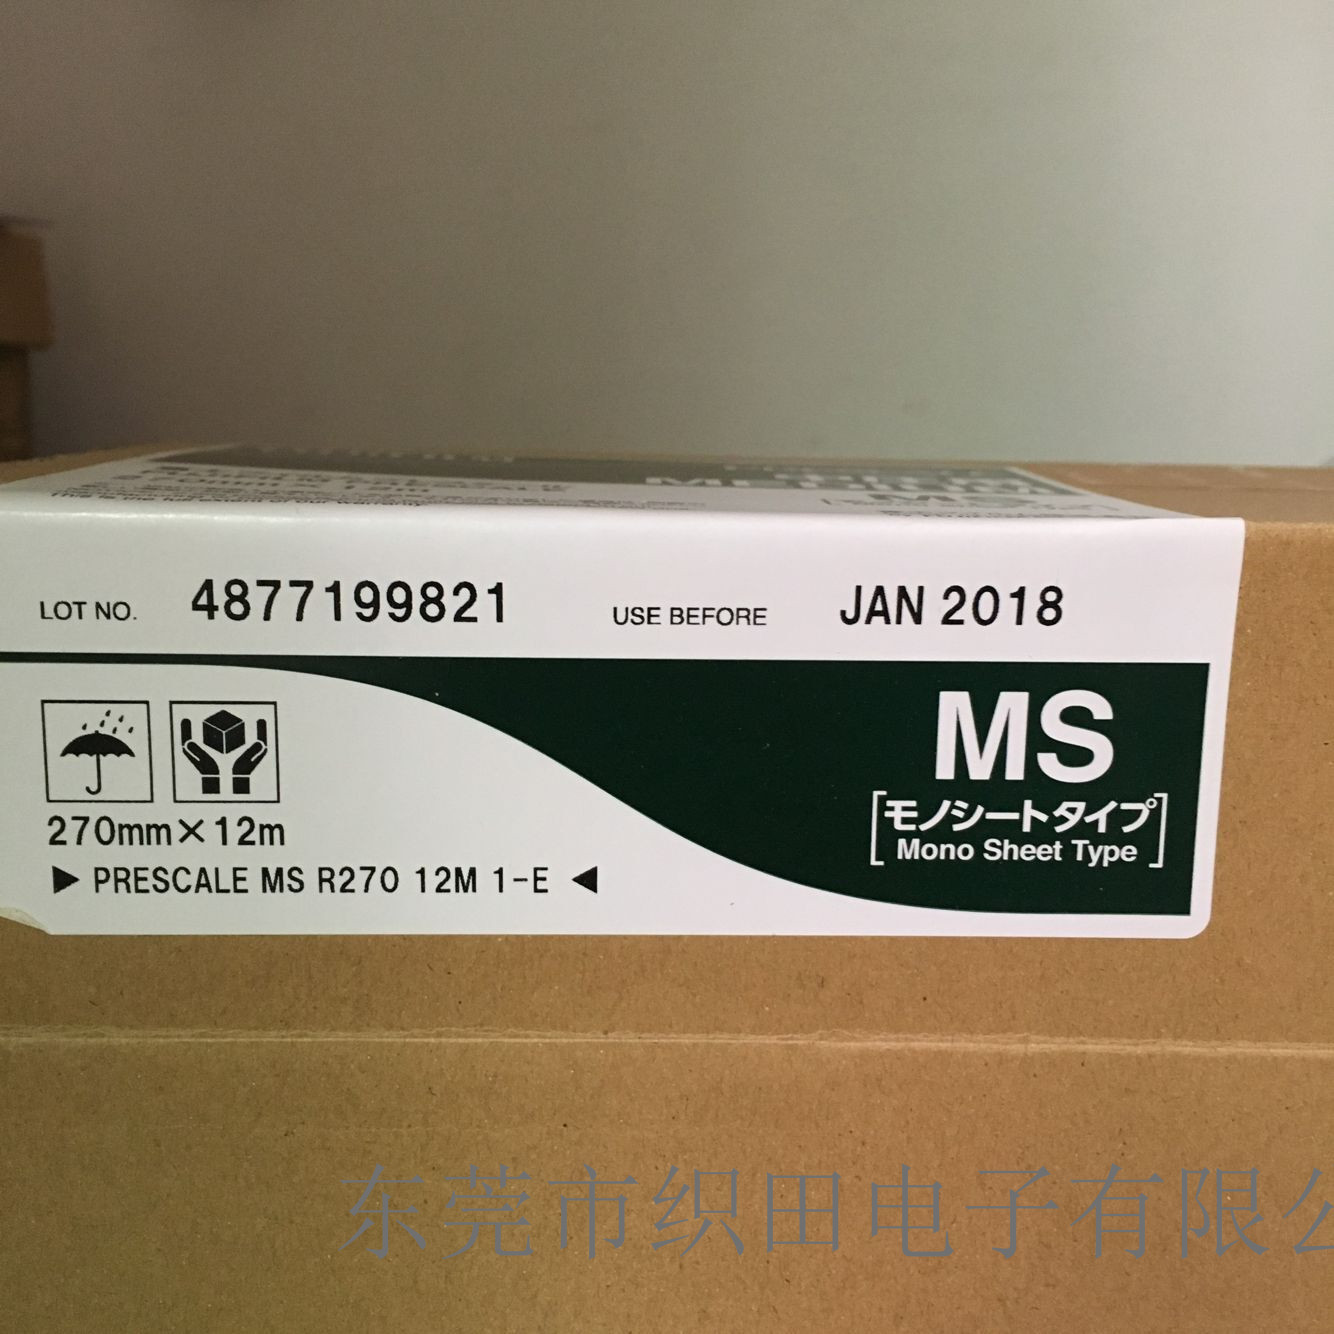 LOT NO. 4877199821 USE BEFORE JAN 2018
MS
[モノシートタイプ
Mono Sheet Type]
270mm×12m
▶ PRESCALE MS R270 12M 1-E ◀
东莞市织田电子有限公